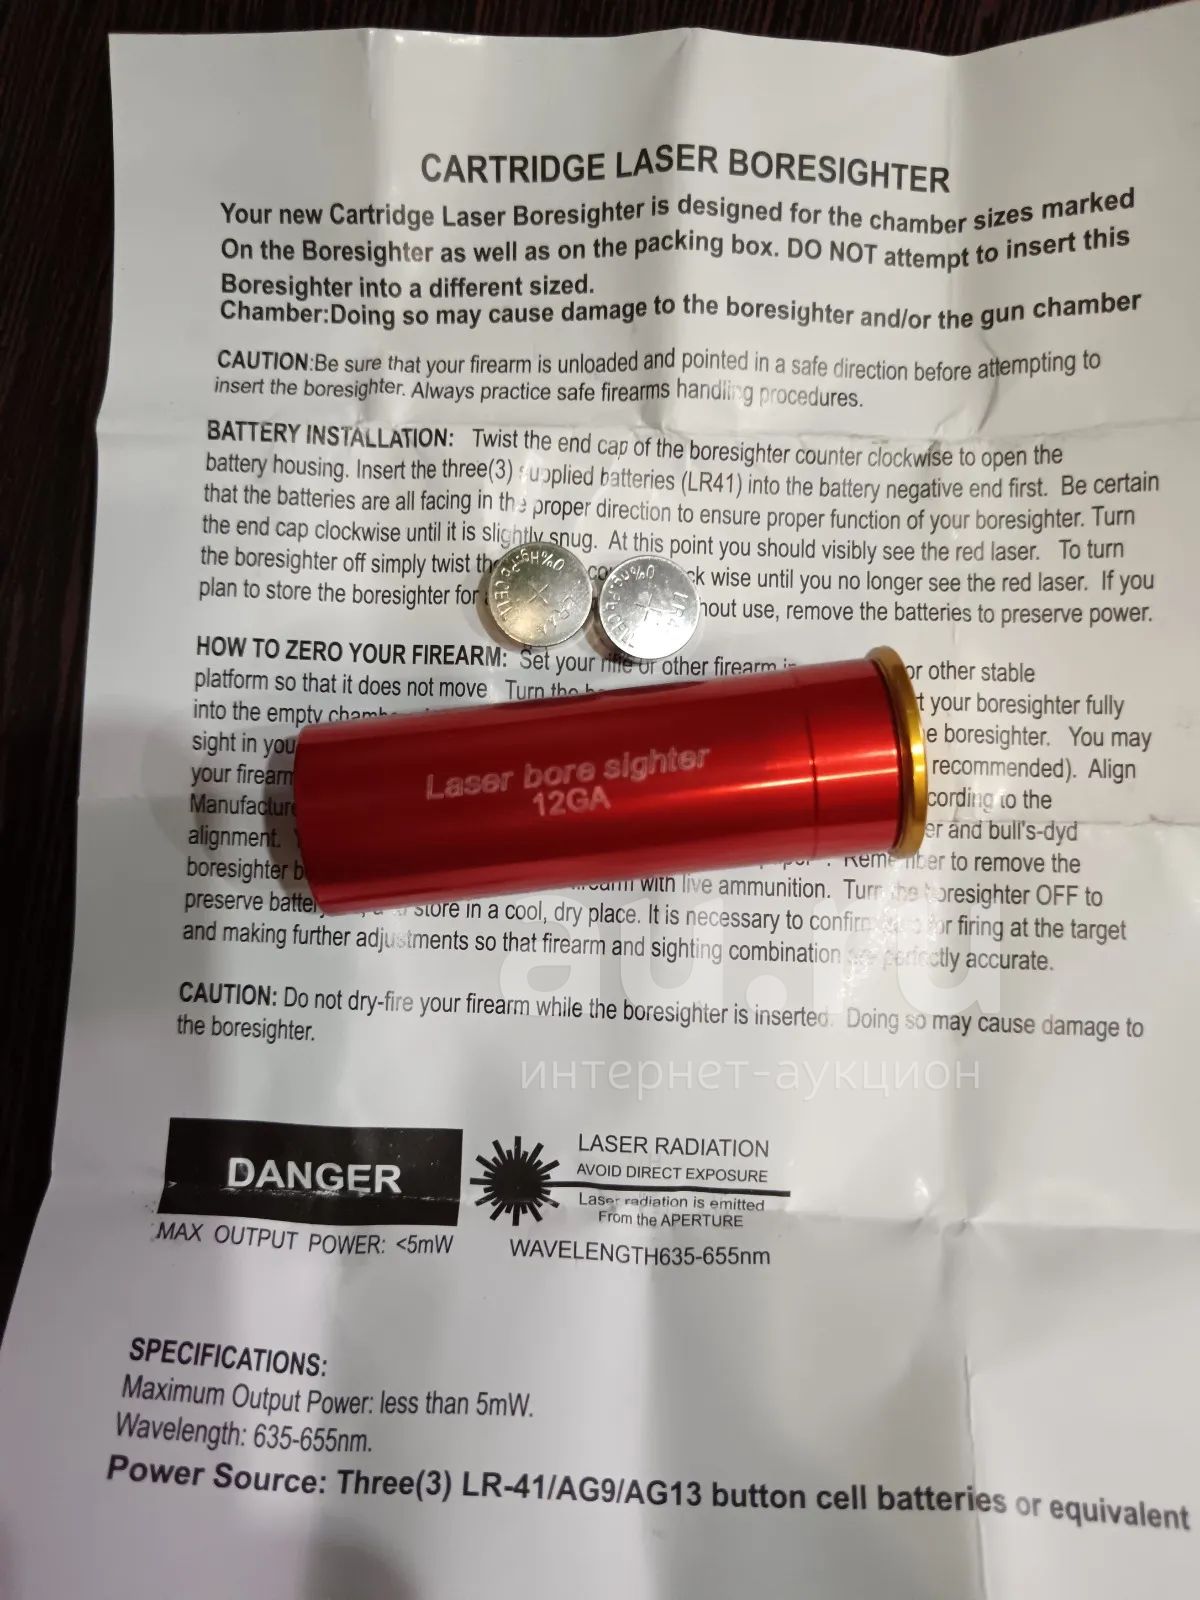 CARTRIDGE LASER BORESIGHTER
Your new Cartridge Laser Boresighter is designed for the chamber sizes marked
On the Boresighter as well as on the packing box. DO NOT attempt to insert this
Boresighter into a different sized.
Chamber:Doing so may cause damage to the boresighter and/or the gun chamber
CAUTION:Be sure that your firearm is unloaded and pointed in a safe direction before attempting to
insert the boresighter. Always practice safe firearms handling procedures.
BATTERY INSTALLATION: Twist the end cap of the boresighter counter clockwise to open the
battery housing. Insert the three(3) supplied batteries (LR41) into the battery negative end first. Be certain
that the batteries are all facing in the proper direction to ensure proper function of your boresighter. Turn
the end cap clockwise until it is slightly snug. At this point you should visibly see the red laser. To turn
the boresighter off simply twist wise until you no longer see the red laser. If you
plan to store the boresighter for use, remove the batteries to preserve power.
HOW TO ZERO YOUR FIREARM: Set your rifle or other firearm or other stable
platform so that it does not move Turn the
into the empty your boresighter fully
sight in boresighter. You may
your firearm recommended). Align
to the
alignment. and bull's-dyd
boresighter Remember to remove the
with live ammunition. Turn the boresighter OFF to
preserve store in a cool, dry place. It is necessary to confirm firing at the target
and making further adjustments so that firearm and sighting combination perfectly accurate.
CAUTION: Do not dry-fire your firearm while the boresighter is inserted. Doing so may cause damage to
the boresighter.
Laser bore sighter
12GA
au.ru
интернет-аукцион
DANGER
MAX OUTPUT POWER: <5mW
LASER RADIATION
AVOID DIRECT EXPOSURE
Laser radiation is emitted
From the APERTURE
WAVELENGTH635-655nm
SPECIFICATIONS:
Maximum Output Power: less than 5mW.
Wavelength: 635-655nm.
Power Source: Three(3) LR-41/AG9/AG13 button cell batteries or equivalent